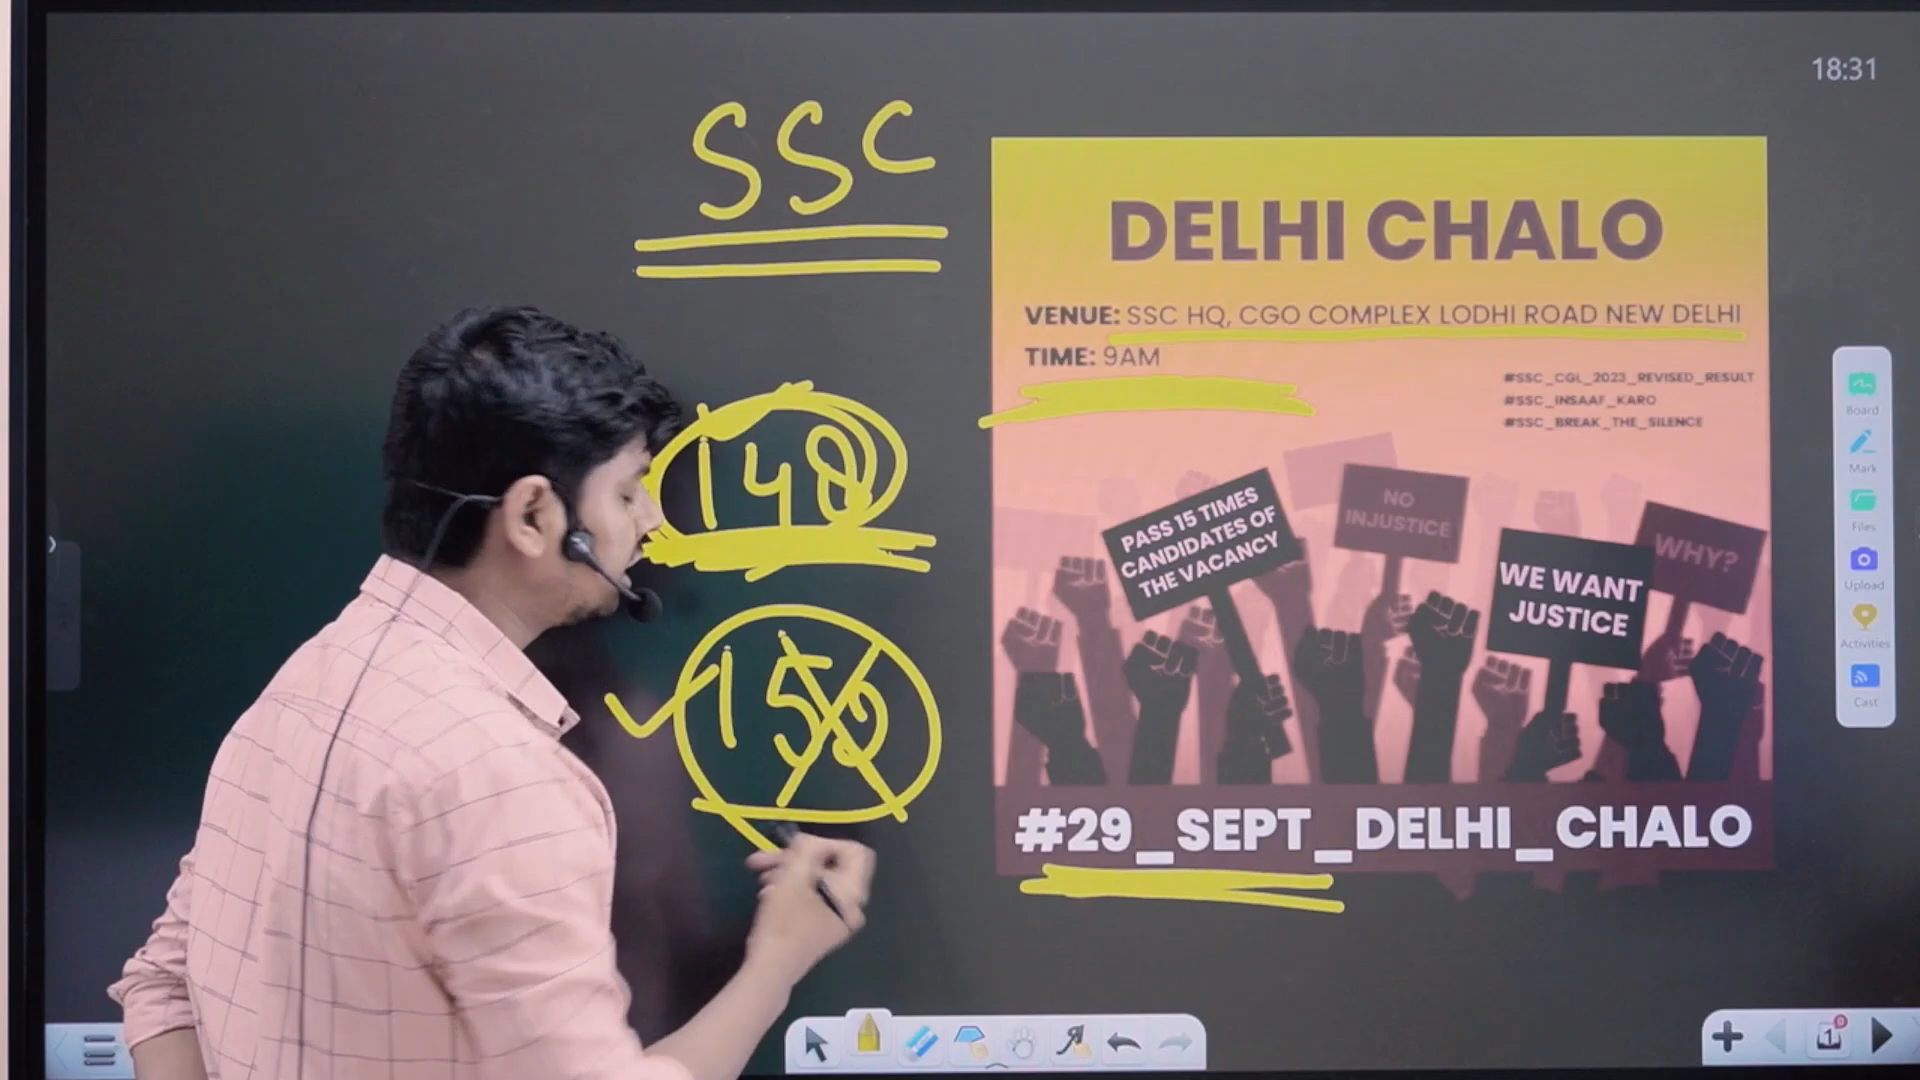 18:31
SSC
148
DELHI CHALO
VENUE: SSC HQ, CGO COMPLEX LODHI ROAD NEW DELHI
TIME: 9AM
#SSC_CGL_2023_REVISED_RESULT
#SSC_INSAAF_KARO
#SSC_BREAK_THE_SILENCE
PASS 15 TIMES
CANDIDATES OF
THE VACANCY
NO
INJUSTICE
WE WANT
JUSTICE
WHY?
#29_SEPT_DELHI_CHALO
Board
Mark
Files
Upload
Activities
Cast
1